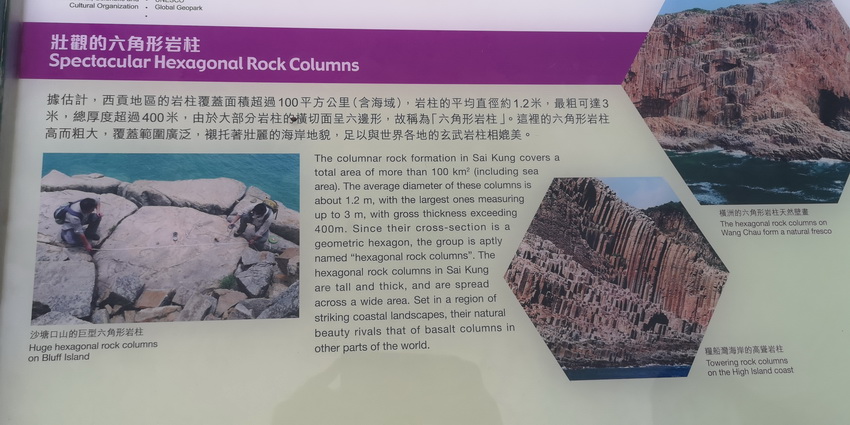 UNESCO
Cultural Organization • Global Geopark
壯觀的六角形岩柱
Spectacular Hexagonal Rock Columns
據估計，西貢地區的岩柱覆蓋面積超過100平方公里（含海域），岩柱的平均直徑約1.2米，最粗可達3
米，總厚度超過400米，由於大部分岩柱的橫切面呈六邊形，故稱為「六角形岩柱」。這裡的六角形岩柱
高而粗大，覆蓋範圍廣泛，襯托著壯麗的海岸地貌，足以與世界各地的玄武岩柱相媲美。
The columnar rock formation in Sai Kung covers a
total area of more than 100 km² (including sea
area). The average diameter of these columns is
about 1.2 m, with the largest ones measuring
up to 3 m, with gross thickness exceeding
400m. Since their cross-section is a
geometric hexagon, the group is aptly
named “hexagonal rock columns”. The
hexagonal rock columns in Sai Kung
are tall and thick, and are spread
across a wide area. Set in a region of
striking coastal landscapes, their natural
beauty rivals that of basalt columns in
other parts of the world.
沙塘口山的巨型六角形岩柱
Huge hexagonal rock columns
on Bluff Island
橫洲的六角形岩柱天然壁畫
The hexagonal rock columns on
Wang Chau form a natural fresco
糧船灣海岸的高聳岩柱
Towering rock columns
on the High Island coast